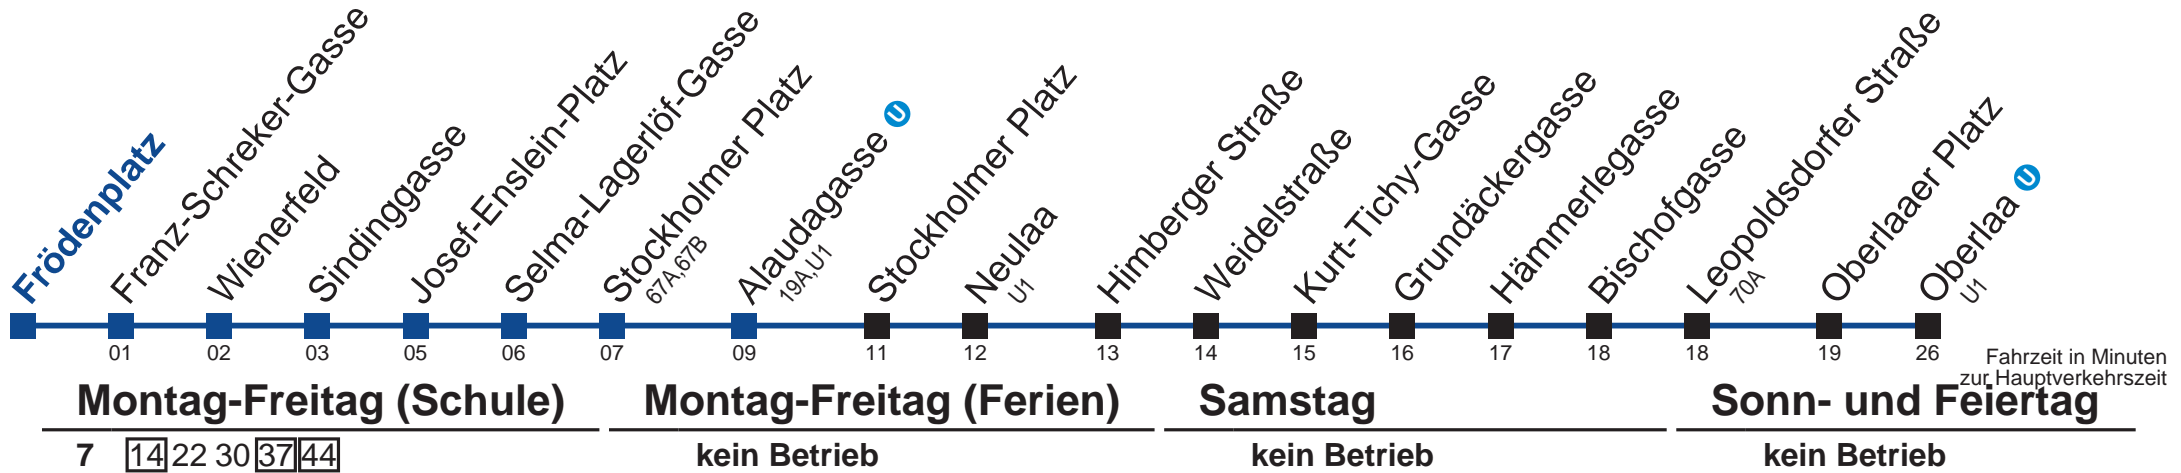 Frödenplatz
Franz-Schreker-Gasse
Wienerfeld
Sindinggasse
Josef-Enslein-Platz
Selma-Lagerlöf-Gasse
Stockholmer Platz
67A,67B
Alaudagasse U
19A,U1
Stockholmer Platz
Neulaa
U1
Himberger Straße
Weidelstraße
Kurt-Tichy-Gasse
Grundäckergasse
Hämmerlegasse
Bischofgasse
Leopoldsdorfer Straße
70A
Oberlaaer Platz
Oberlaa U
U1
01 02 03 05 06 07 09 11 12 13 14 15 16 17 18 18 19 26
Fahrzeit in Minuten
zur Hauptverkehrszeit
Montag-Freitag (Schule) Montag-Freitag (Ferien) Samstag Sonn- und Feiertag
7 14 22 30 37 44 kein Betrieb kein Betrieb kein Betrieb